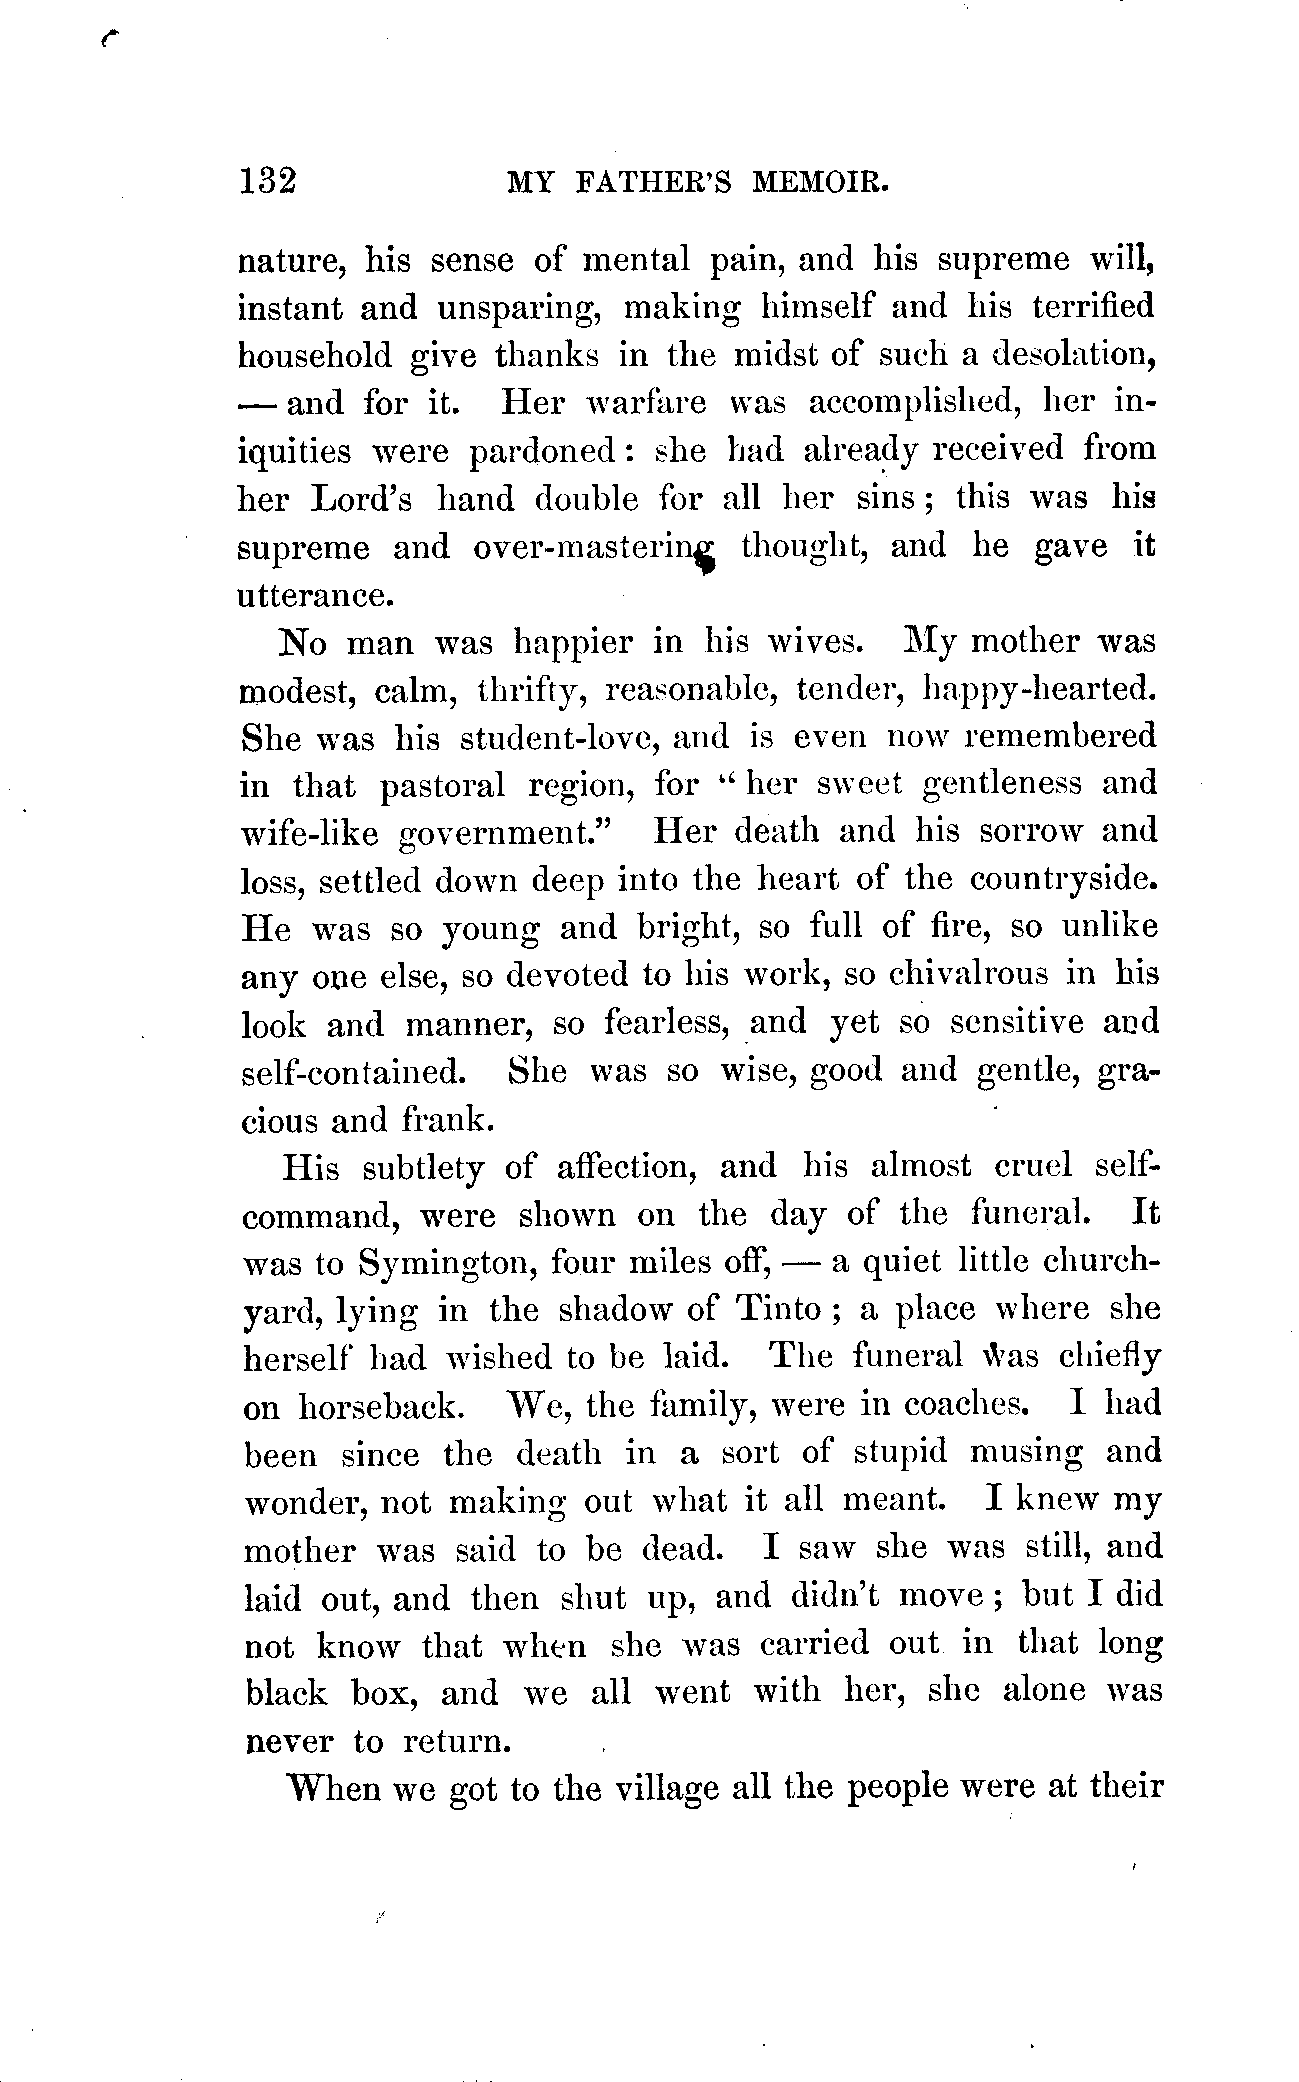 132 MY FATHER'S MEMOIR.
nature, his sense of mental pain, and his supreme will,
instant and unsparing, making himself and his terrified
household give thanks in the midst of such a desolation,
— and for it. Her warfare was accomplished, her in-
iquities were pardoned : she had already received from
her Lord's hand double for all her sins ; this was his
supreme and over-mastering thought, and he gave it
utterance.
No man was happier in his wives. My mother was
modest, calm, thrifty, reasonable, tender, happy-hearted.
She was his student-love, and is even now remembered
in that pastoral region, for " her sweet gentleness and
wife-like government." Her death and his sorrow and
loss, settled down deep into the heart of the countryside.
He was so young and bright, so full of fire, so unlike
any one else, so devoted to his work, so chivalrous in his
look and manner, so fearless, and yet so sensitive and
self-contained. She was so wise, good and gentle, gra-
cious and frank.
His subtlety of affection, and his almost cruel self-
command, were shown on the day of the funeral. It
was to Symington, four miles off, — a quiet little church-
yard, lying in the shadow of Tinto ; a place where she
herself had wished to be laid. The funeral was chiefly
on horseback. We, the family, were in coaches. I had
been since the death in a sort of stupid musing and
wonder, not making out what it all meant. I knew my
mother was said to be dead. I saw she was still, and
laid out, and then shut up, and didn't move ; but I did
not know that when she was carried out in that long
black box, and we all went with her, she alone was
never to return.
When we got to the village all the people were at their